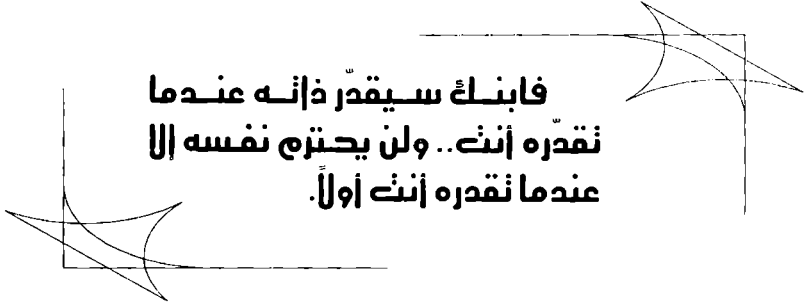 فابنك سيقدّر ذاته عندما
تقدّره أنت.. ولن يحترم نفسه إلا
عندما تقدره أنت أولاً.